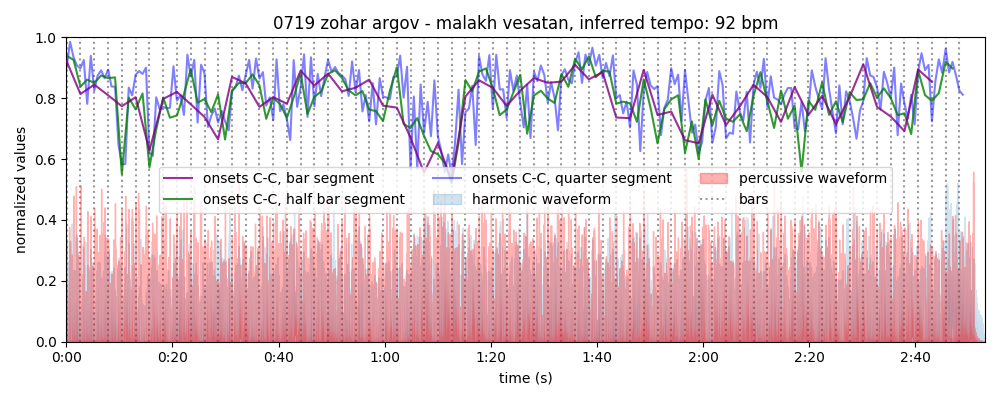 0719 zohar argov - malakh vesatan, inferred tempo: 92 bpm
1.0
0.8
0.6
0.4
0.2
0.0
normalized values
onsets C-C, bar segment
onsets C-C, half bar segment
onsets C-C, quarter segment
harmonic waveform
percussive waveform
bars
0:00 0:20 0:40 1:00 1:20 1:40 2:00 2:20 2:40
time (s)